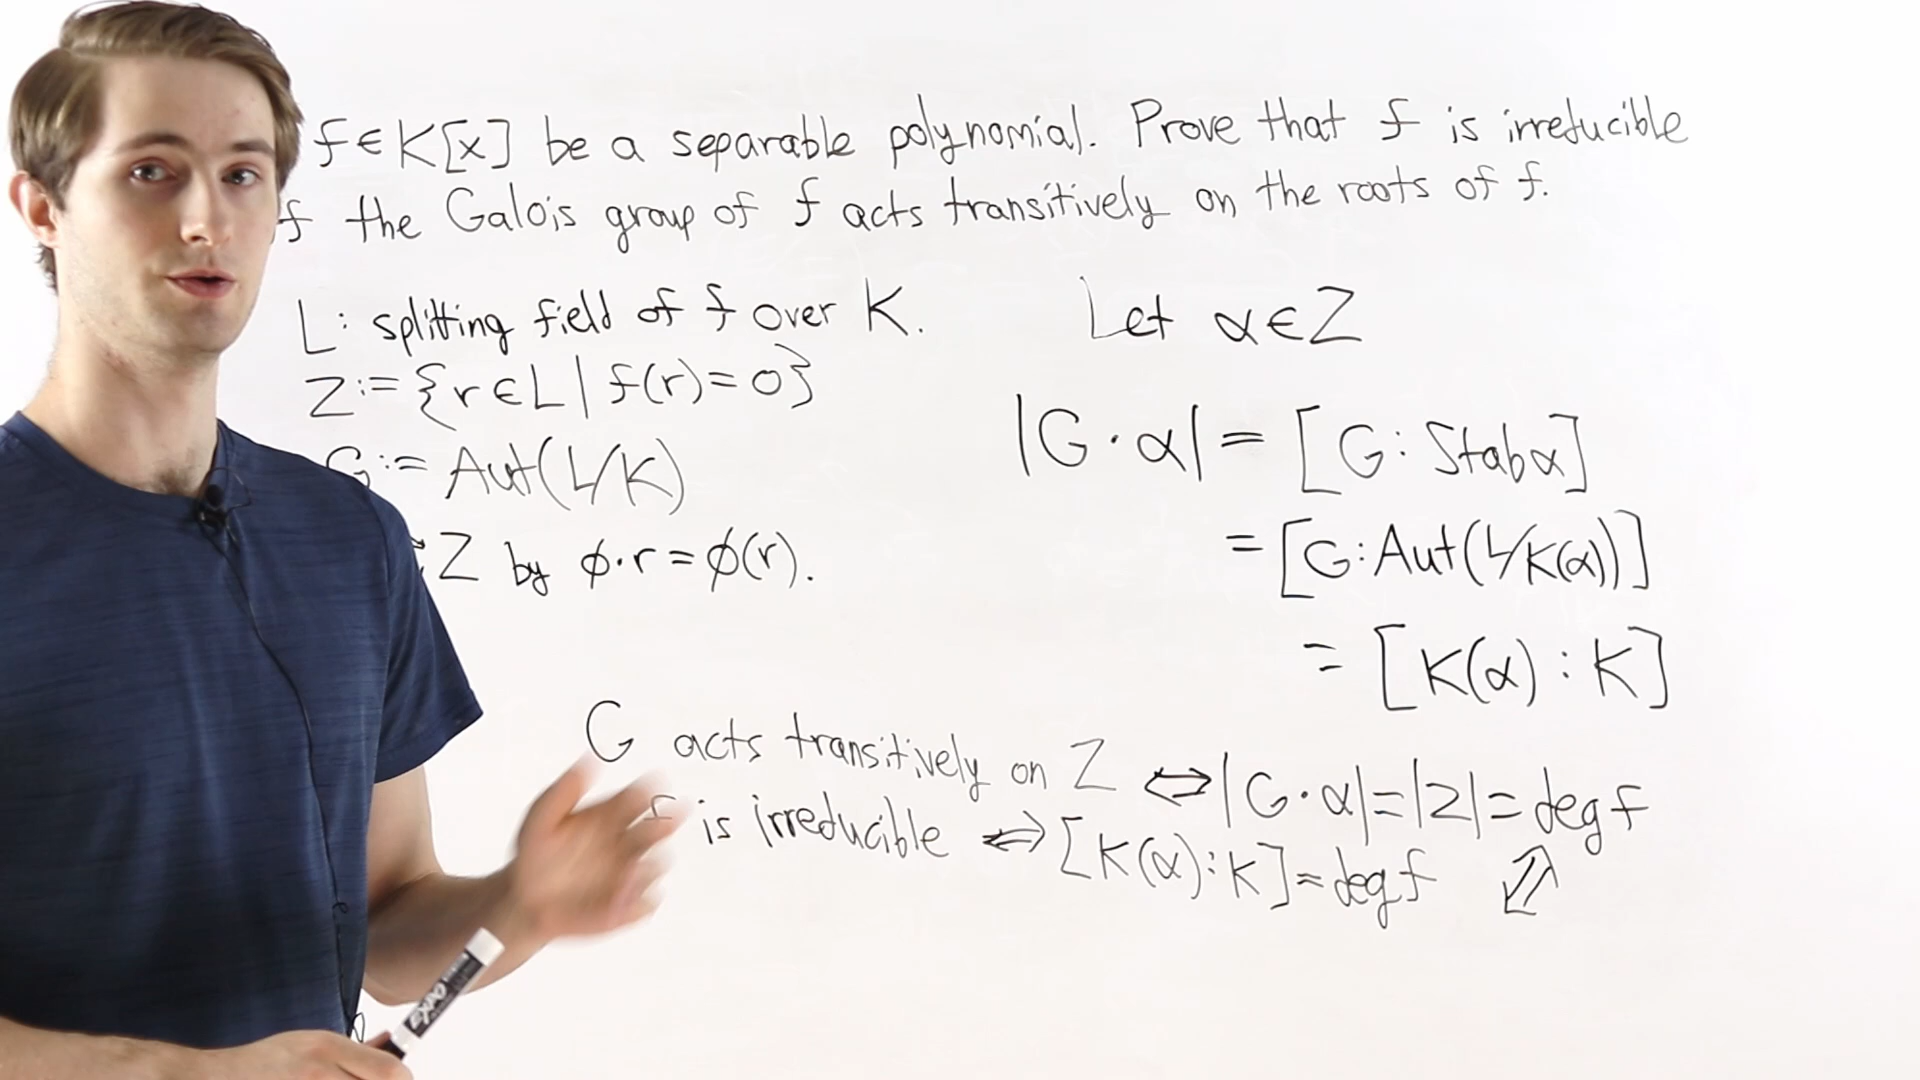 f ∈ K[x] be a separable polynomial. Prove that f is irreducible
f the Galois group of f acts transitively on the roots of f.
L: splitting field of f over K.
Z := {r ∈ L | f(r) = 0}
G := Aut(L/K)
Z by φ·r = φ(r).
Let α ∈ Z
|G·α| = [G : Stab α]
= [G : Aut(L/K(α))]
= [K(α) : K]
G acts transitively on Z ⇔ |G·α| = |Z| = deg f
f is irreducible ⇔ [K(α) : K] = deg f ⇕
EXPO